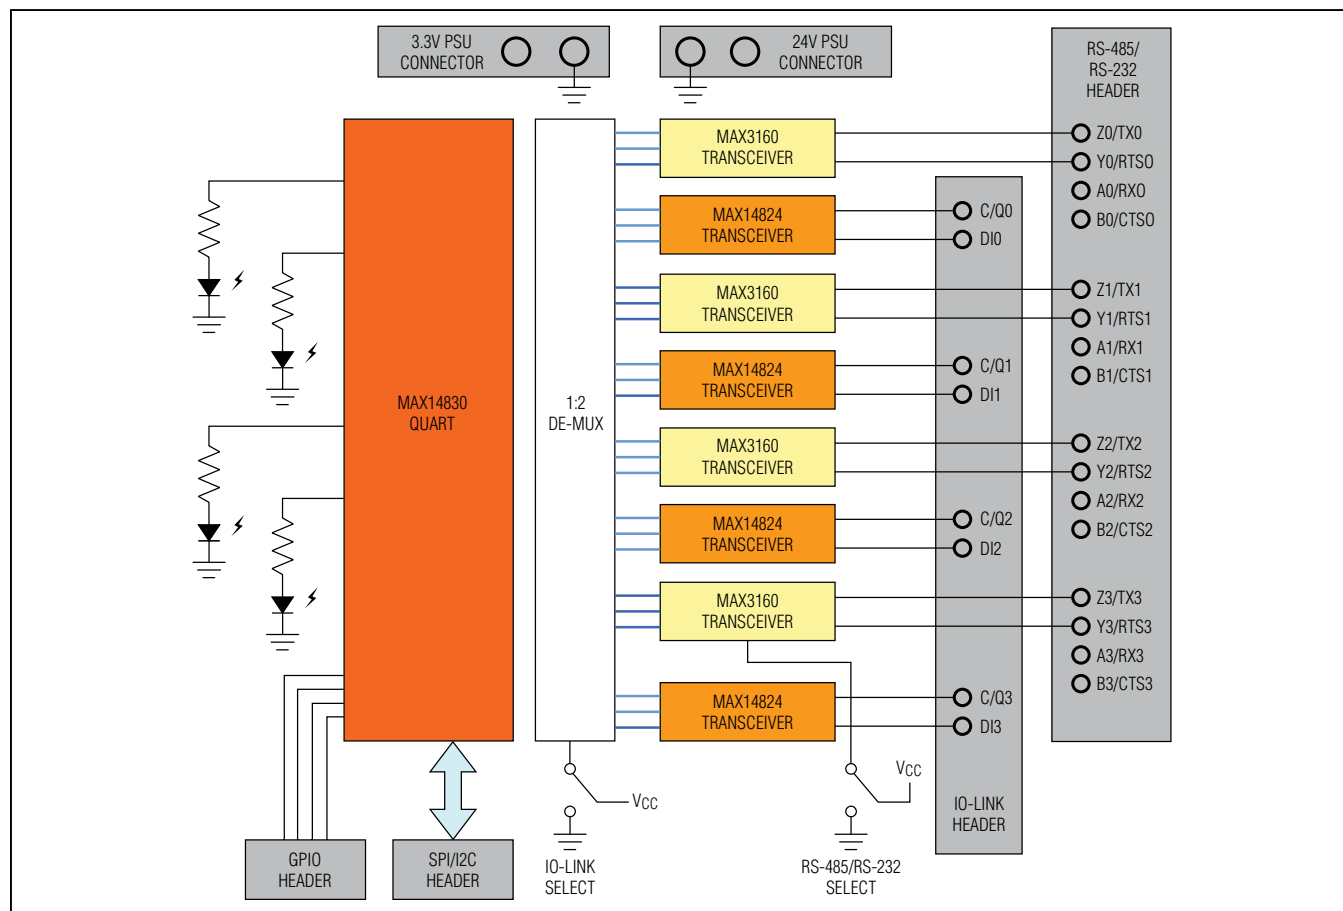 3.3V PSU
CONNECTOR
24V PSU
CONNECTOR
RS-485/
RS-232
HEADER
MAX14830
QUART
1:2
DE-MUX
MAX3160
TRANSCEIVER
MAX14824
TRANSCEIVER
MAX3160
TRANSCEIVER
MAX14824
TRANSCEIVER
MAX3160
TRANSCEIVER
MAX14824
TRANSCEIVER
MAX3160
TRANSCEIVER
MAX14824
TRANSCEIVER
C/Q0
DI0
C/Q1
DI1
C/Q2
DI2
C/Q3
DI3
IO-LINK
HEADER
Z0/TX0
Y0/RTSO
A0/RXO
B0/CTSO
Z1/TX1
Y1/RTS1
A1/RX1
B1/CTS1
Z2/TX2
Y2/RTS2
A2/RX2
B2/CTS2
Z3/TX3
Y3/RTS3
A3/RX3
B3/CTS3
GPIO
HEADER
SPI/I2C
HEADER
VCC
IO-LINK
SELECT
VCC
RS-485/RS-232
SELECT